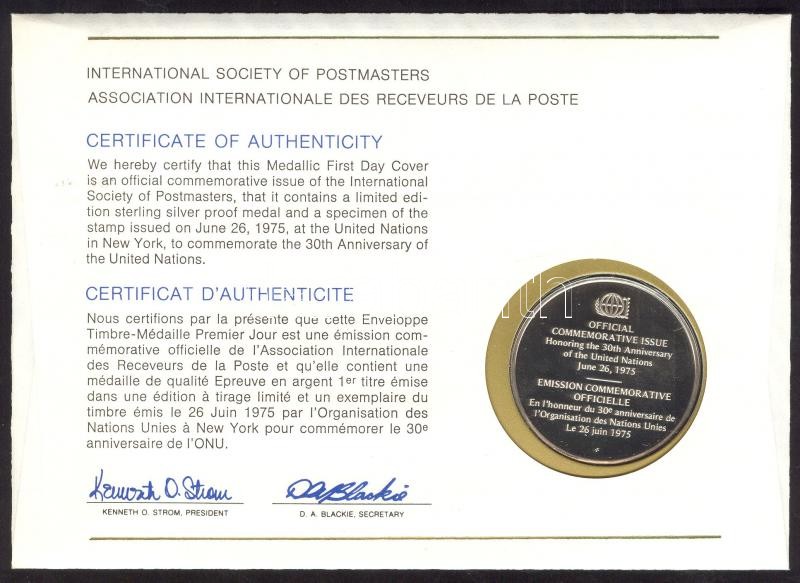 INTERNATIONAL SOCIETY OF POSTMASTERS
ASSOCIATION INTERNATIONALE DES RECEVEURS DE LA POSTE
CERTIFICATE OF AUTHENTICITY
We hereby certify that this Medallic First Day Cover
is an official commemorative issue of the International
Society of Postmasters, that it contains a limited edi-
tion sterling silver proof medal and a specimen of the
stamp issued on June 26, 1975, at the United Nations
in New York, to commemorate the 30th Anniversary of
the United Nations.
CERTIFICAT D'AUTHENTICITE
Nous certifions par la présente que cette Enveloppe
Timbre-Médaille Premier Jour est une émission com-
mémorative officielle de l'Association Internationale
des Receveurs de la Poste et qu'elle contient une
médaille de qualité Epreuve en argent 1er titre émise
dans une édition à tirage limité et un exemplaire du
timbre émis le 26 Juin 1975 par l'Organisation des
Nations Unies à New York pour commémorer le 30e
anniversaire de l'ONU.
Kenneth O. Strom
KENNETH O. STROM, PRESIDENT
D A Blackie
D. A. BLACKIE, SECRETARY
OFFICIAL
COMMEMORATIVE ISSUE
Honoring the 30th Anniversary
of the United Nations
June 26, 1975
EMISSION COMMEMORATIVE
OFFICIELLE
En l'honneur du 30e anniversaire de
l'Organisation des Nations Unies
Le 26 juin 1975